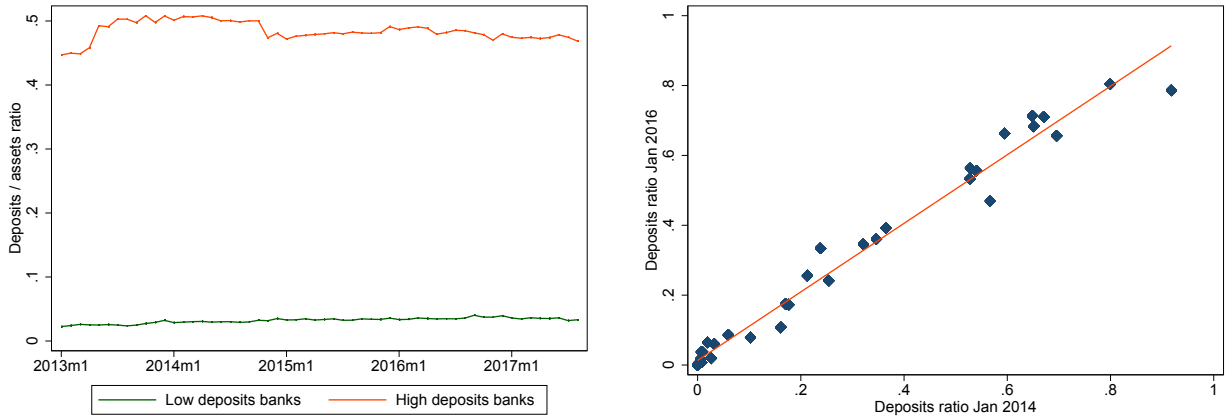 Deposits / assets ratio
.5
.4
.3
.2
.1
0
2013m1 2014m1 2015m1 2016m1 2017m1
Low deposits banks High deposits banks
Deposits ratio Jan 2016
1
.8
.6
.4
.2
0
0 .2 .4 .6 .8 1
Deposits ratio Jan 2014